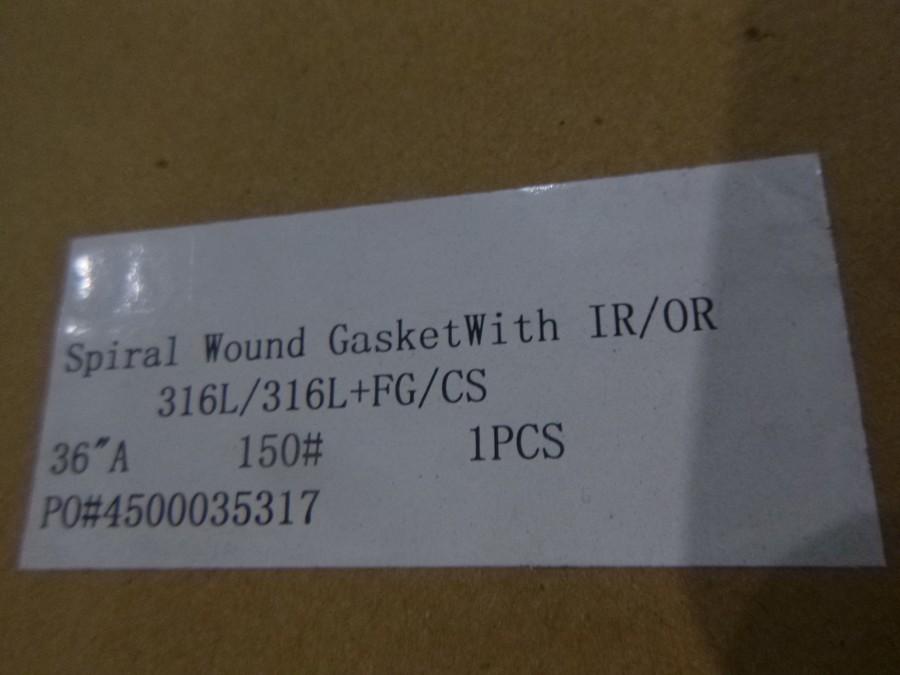 Spiral Wound GasketWith IR/OR
316L/316L+FG/CS
36"A 150# 1PCS
PO#4500035317